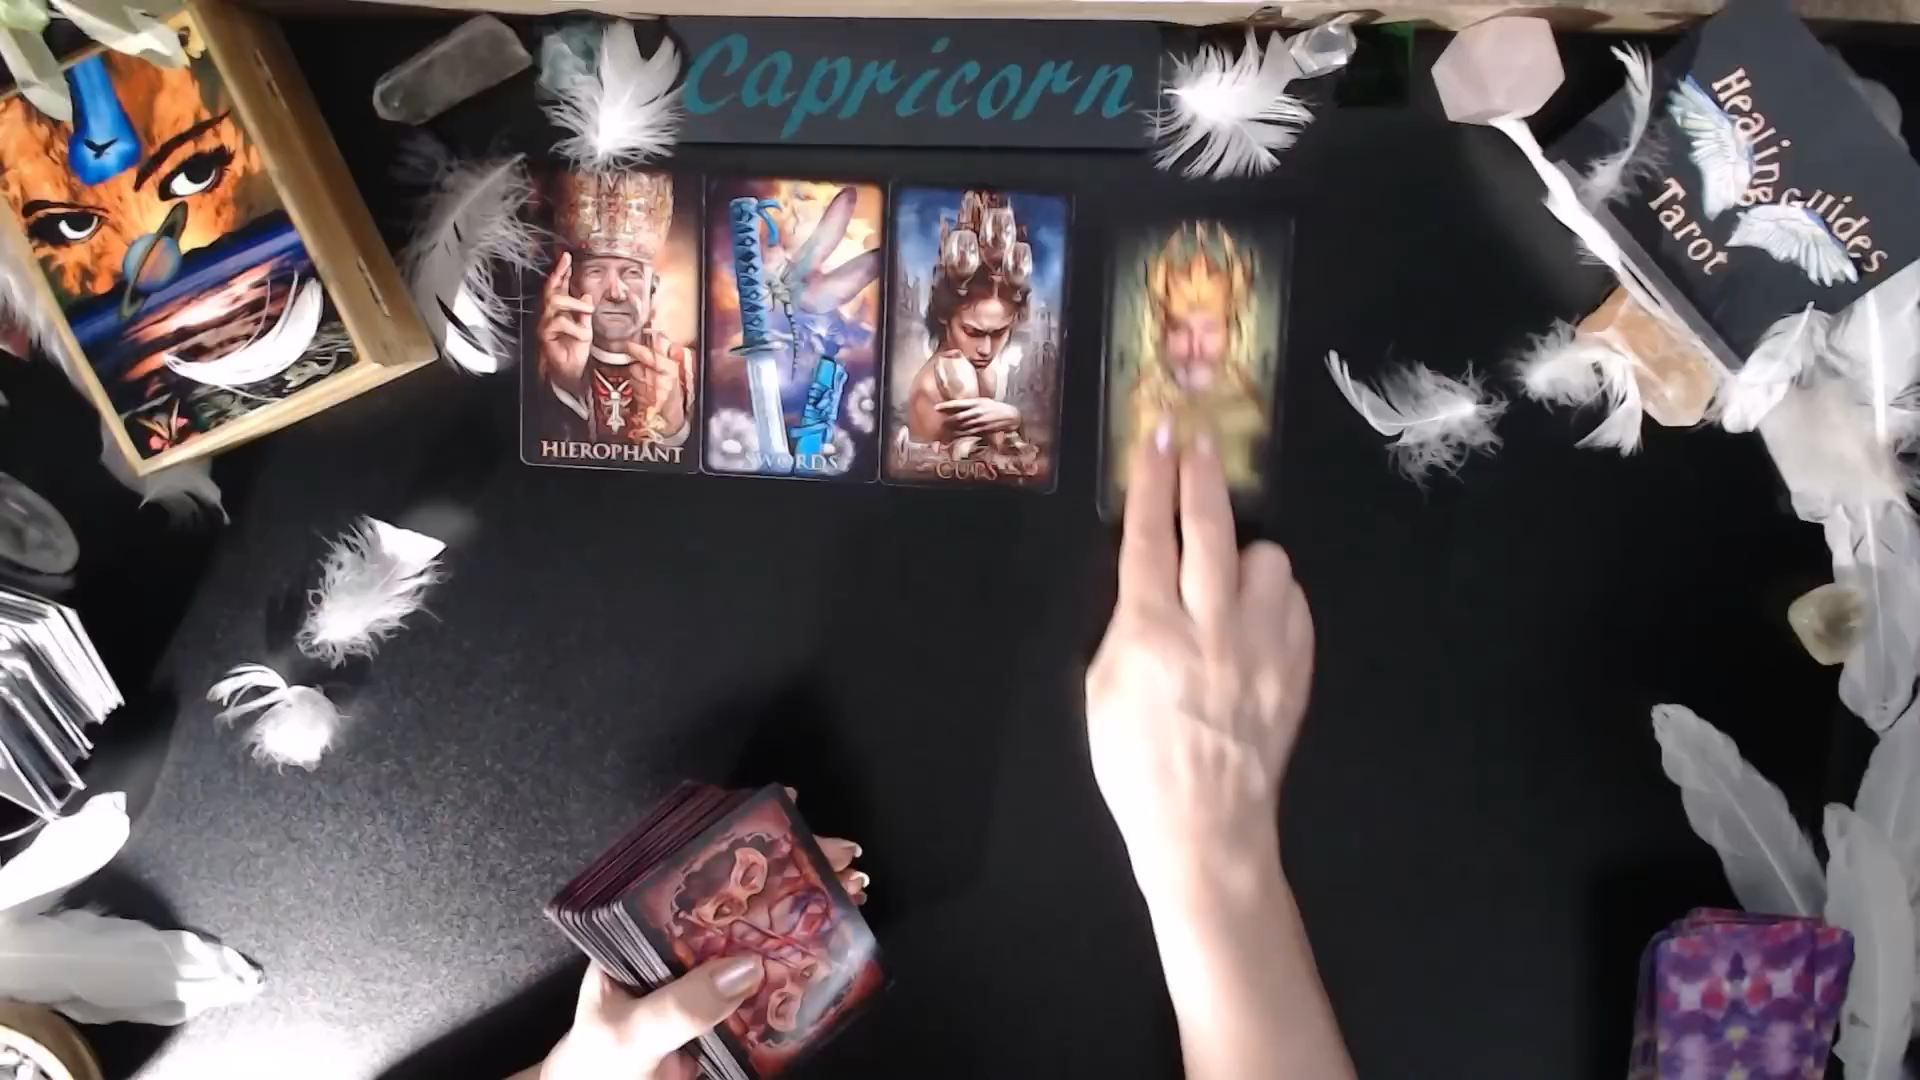 Capricorn
Healing Guides
Tarot
HIEROPHANT
SWORDS
CUPS